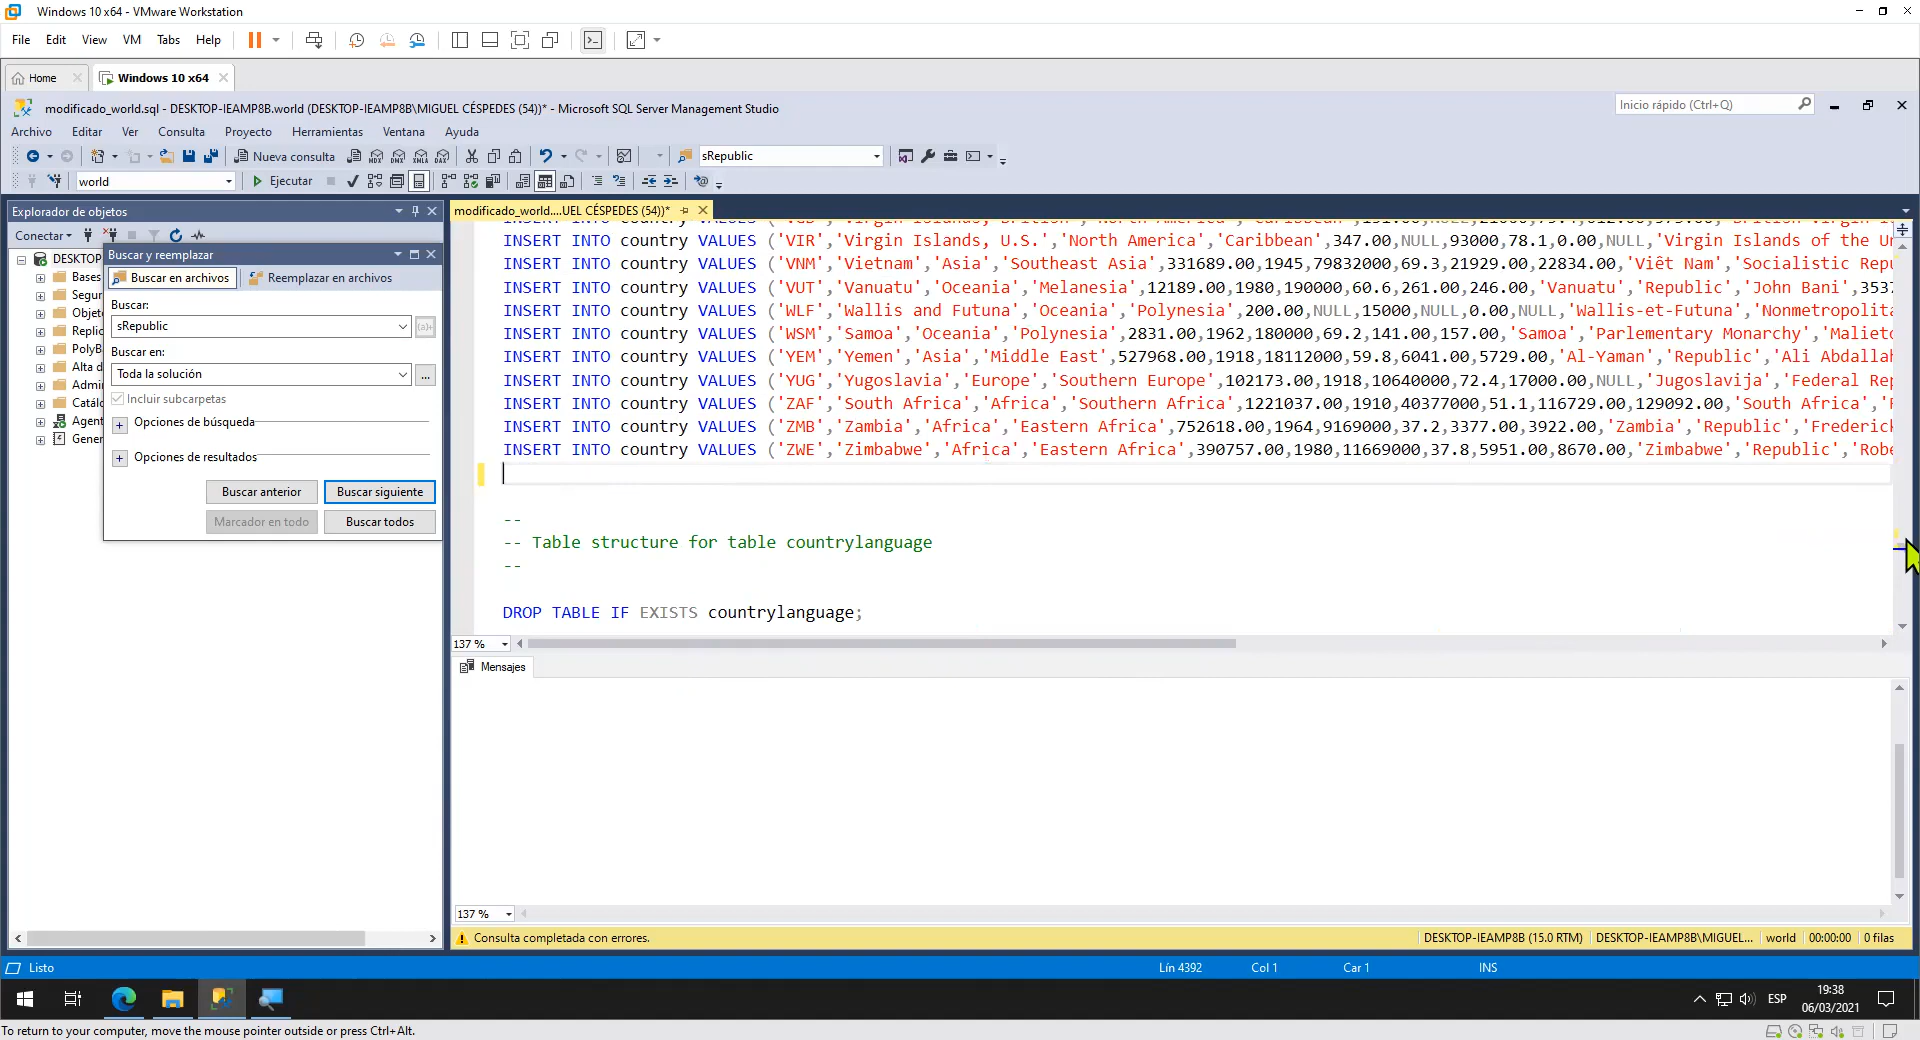 Windows 10 x64 - VMware Workstation
File Edit View VM Tabs Help
Home
Windows 10 x64
modificado_world.sql - DESKTOP-IEAMP8B.world (DESKTOP-IEAMP8B\MIGUEL CÉSPEDES (54))* - Microsoft SQL Server Management Studio
Inicio rápido (Ctrl+Q)
Archivo Editar Ver Consulta Proyecto Herramientas Ventana Ayuda
Nueva consulta
sRepublic
world
Ejecutar
Explorador de objetos
Conectar
DESKTOP
Bases
Segur
Objet
Replic
PolyB
Alta d
Admi
Catálo
Agent
Gener
Buscar y reemplazar
Buscar en archivos
Reemplazar en archivos
Buscar:
sRepublic
Buscar en:
Toda la solución
...
Incluir subcarpetas
Opciones de búsqueda
Opciones de resultados
Buscar anterior
Buscar siguiente
Marcador en todo
Buscar todos
modificado_world....UEL CÉSPEDES (54))*
INSERT INTO country VALUES ('VIR','Virgin Islands, U.S.','North America','Caribbean',347.00,NULL,93000,78.1,0.00,NULL,'Virgin Islands of the Un
INSERT INTO country VALUES ('VNM','Vietnam','Asia','Southeast Asia',331689.00,1945,79832000,69.3,21929.00,22834.00,'Viêt Nam','Socialistic Repu
INSERT INTO country VALUES ('VUT','Vanuatu','Oceania','Melanesia',12189.00,1980,190000,60.6,261.00,246.00,'Vanuatu','Republic','John Bani',3537
INSERT INTO country VALUES ('WLF','Wallis and Futuna','Oceania','Polynesia',200.00,NULL,15000,NULL,0.00,NULL,'Wallis-et-Futuna','Nonmetropolita
INSERT INTO country VALUES ('WSM','Samoa','Oceania','Polynesia',2831.00,1962,180000,69.2,141.00,157.00,'Samoa','Parlementary Monarchy','Malieto
INSERT INTO country VALUES ('YEM','Yemen','Asia','Middle East',527968.00,1918,18112000,59.8,6041.00,5729.00,'Al-Yaman','Republic','Ali Abdallah
INSERT INTO country VALUES ('YUG','Yugoslavia','Europe','Southern Europe',102173.00,1918,10640000,72.4,17000.00,NULL,'Jugoslavija','Federal Rep
INSERT INTO country VALUES ('ZAF','South Africa','Africa','Southern Africa',1221037.00,1910,40377000,51.1,116729.00,129092.00,'South Africa','R
INSERT INTO country VALUES ('ZMB','Zambia','Africa','Eastern Africa',752618.00,1964,9169000,37.2,3377.00,3922.00,'Zambia','Republic','Frederick
INSERT INTO country VALUES ('ZWE','Zimbabwe','Africa','Eastern Africa',390757.00,1980,11669000,37.8,5951.00,8670.00,'Zimbabwe','Republic','Robe
--
-- Table structure for table countrylanguage
--
DROP TABLE IF EXISTS countrylanguage;
137 %
Mensajes
137 %
Consulta completada con errores.
DESKTOP-IEAMP8B (15.0 RTM) DESKTOP-IEAMP8B\MIGUEL... world 00:00:00 0 filas
Listo
Lín 4392 Col 1 Car 1 INS
ESP
19:38
06/03/2021
To return to your computer, move the mouse pointer outside or press Ctrl+Alt.